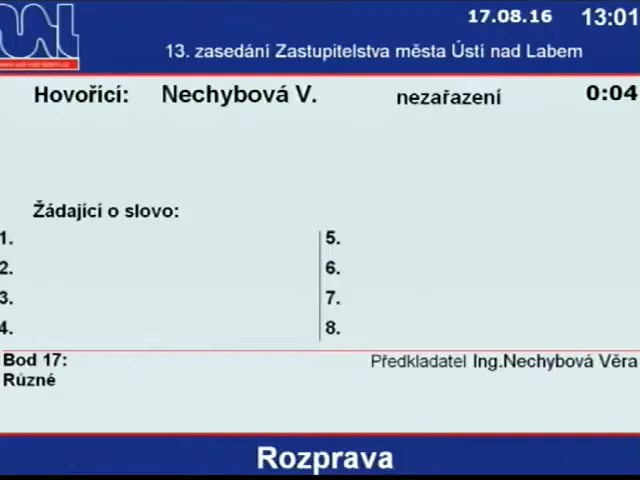 17.08.16 13:01
13. zasedání Zastupitelstva města Ústí nad Labem
Hovořící: Nechybová V. nezařazení 0:04
Žádající o slovo:
1. 5.
2. 6.
3. 7.
4. 8.
Bod 17: Předkladatel Ing.Nechybová Věra
Různé
Rozprava